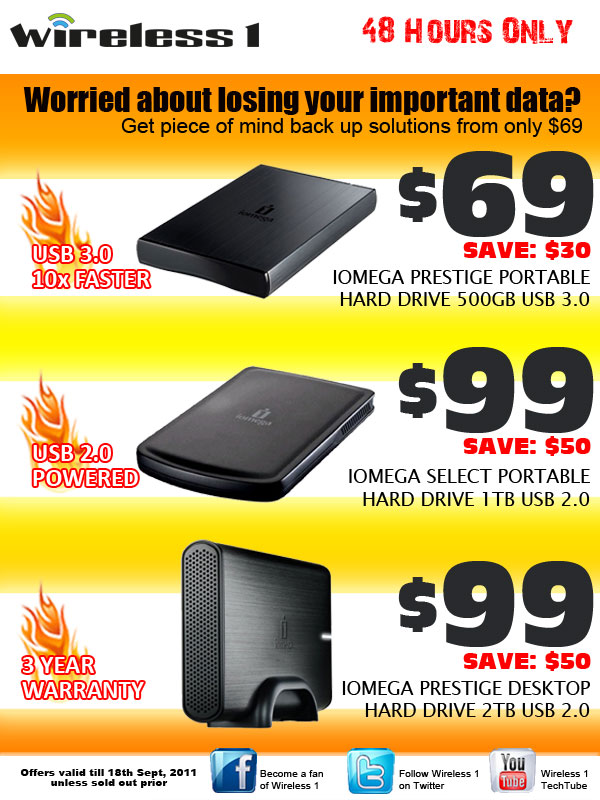 wireless 1
48 HOURS ONLY
Worried about losing your important data?
Get piece of mind back up solutions from only $69
$69
SAVE: $30
USB 3.0
10x FASTER
iomega
IOMEGA PRESTIGE PORTABLE
HARD DRIVE 500GB USB 3.0
$99
SAVE: $50
USB 2.0
POWERED
iomega
IOMEGA SELECT PORTABLE
HARD DRIVE 1TB USB 2.0
$99
SAVE: $50
3 YEAR
WARRANTY
IOMEGA PRESTIGE DESKTOP
HARD DRIVE 2TB USB 2.0
Offers valid till 18th Sept, 2011
unless sold out prior
f
Become a fan
of Wireless 1
t
Follow Wireless 1
on Twitter
You
Tube
Wireless 1
TechTube